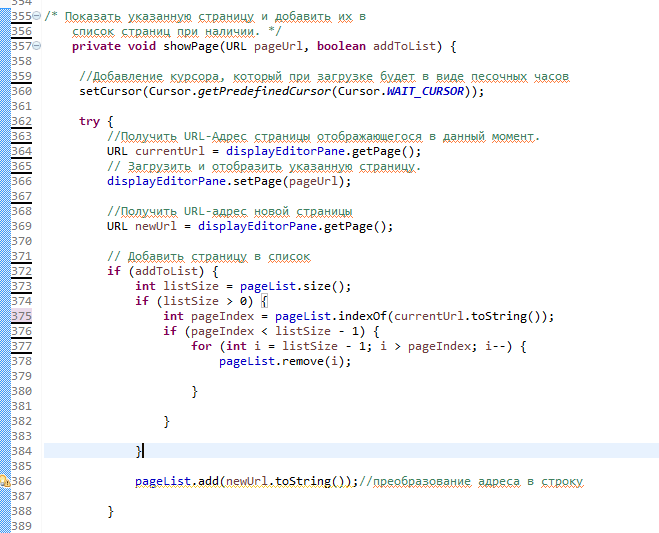 354
355 /* Показать указанную страницу и добавить их в
356 список страниц при наличии. */
357 private void showPage(URL pageUrl, boolean addToList) {
358
359 //Добавление курсора, который при загрузке будет в виде песочных часов
360 setCursor(Cursor.getPredefinedCursor(Cursor.WAIT_CURSOR));
361
362 try {
363 //Получить URL-Адрес страницы отображающегося в данный момент.
364 URL currentUrl = displayEditorPane.getPage();
365 // Загрузить и отобразить указанную страницу.
366 displayEditorPane.setPage(pageUrl);
367
368 //Получить URL-адрес новой страницы
369 URL newUrl = displayEditorPane.getPage();
370
371 // Добавить страницу в список
372 if (addToList) {
373 int listSize = pageList.size();
374 if (listSize > 0) {
375 int pageIndex = pageList.indexOf(currentUrl.toString());
376 if (pageIndex < listSize - 1) {
377 for (int i = listSize - 1; i > pageIndex; i--) {
378 pageList.remove(i);
379
380 }
381
382 }
383
384 }
385
386 pageList.add(newUrl.toString());//преобразование адреса в строку
387
388 }
389